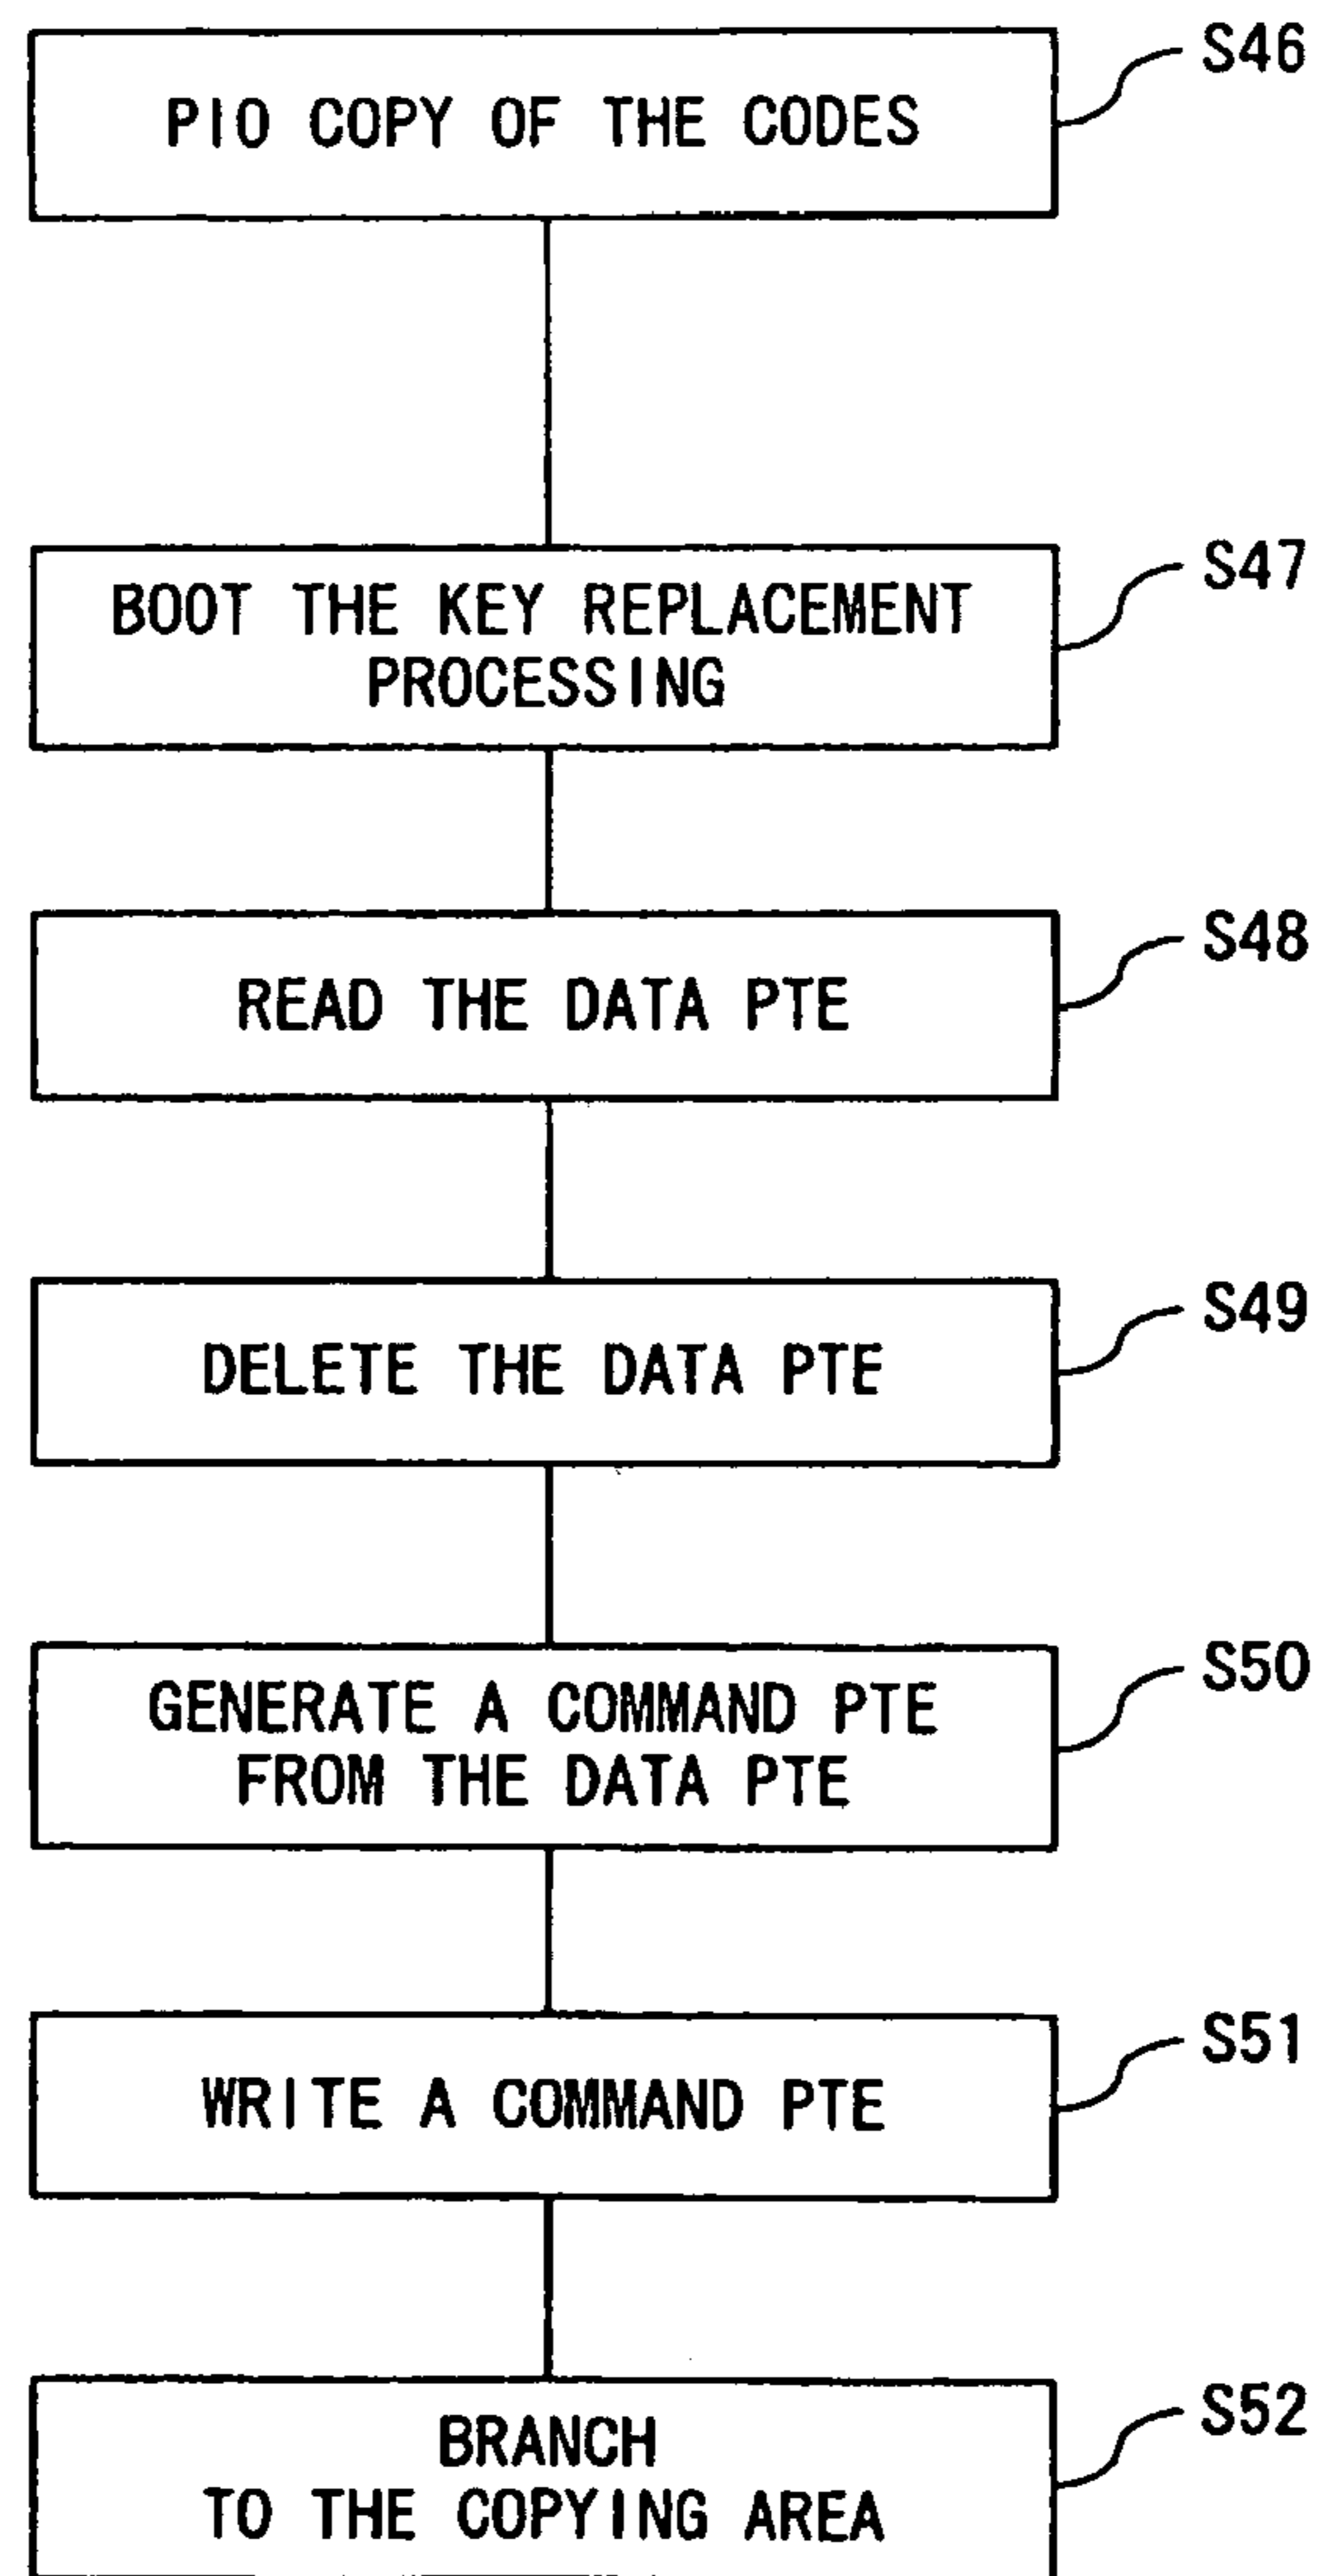 S46
PIO COPY OF THE CODES
S47
BOOT THE KEY REPLACEMENT
PROCESSING
S48
READ THE DATA PTE
S49
DELETE THE DATA PTE
S50
GENERATE A COMMAND PTE
FROM THE DATA PTE
S51
WRITE A COMMAND PTE
S52
BRANCH
TO THE COPYING AREA